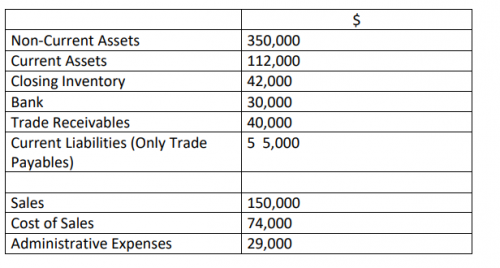 $
Non-Current Assets 350,000
Current Assets 112,000
Closing Inventory 42,000
Bank 30,000
Trade Receivables 40,000
Current Liabilities (Only Trade 5 5,000
Payables)
Sales 150,000
Cost of Sales 74,000
Administrative Expenses 29,000